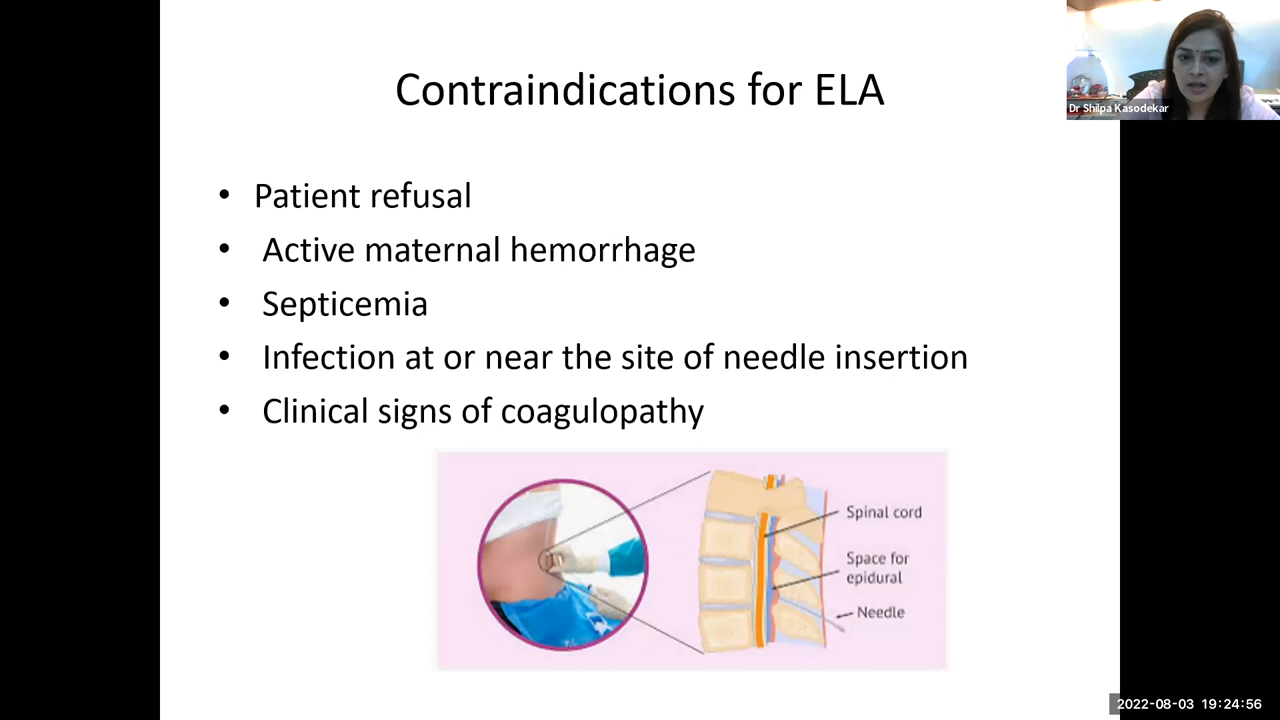 Contraindications for ELA
Dr Shilpa Kasodekar
• Patient refusal
• Active maternal hemorrhage
• Septicemia
• Infection at or near the site of needle insertion
• Clinical signs of coagulopathy
Spinal cord
Space for
epidural
Needle
2022-08-03 19:24:56